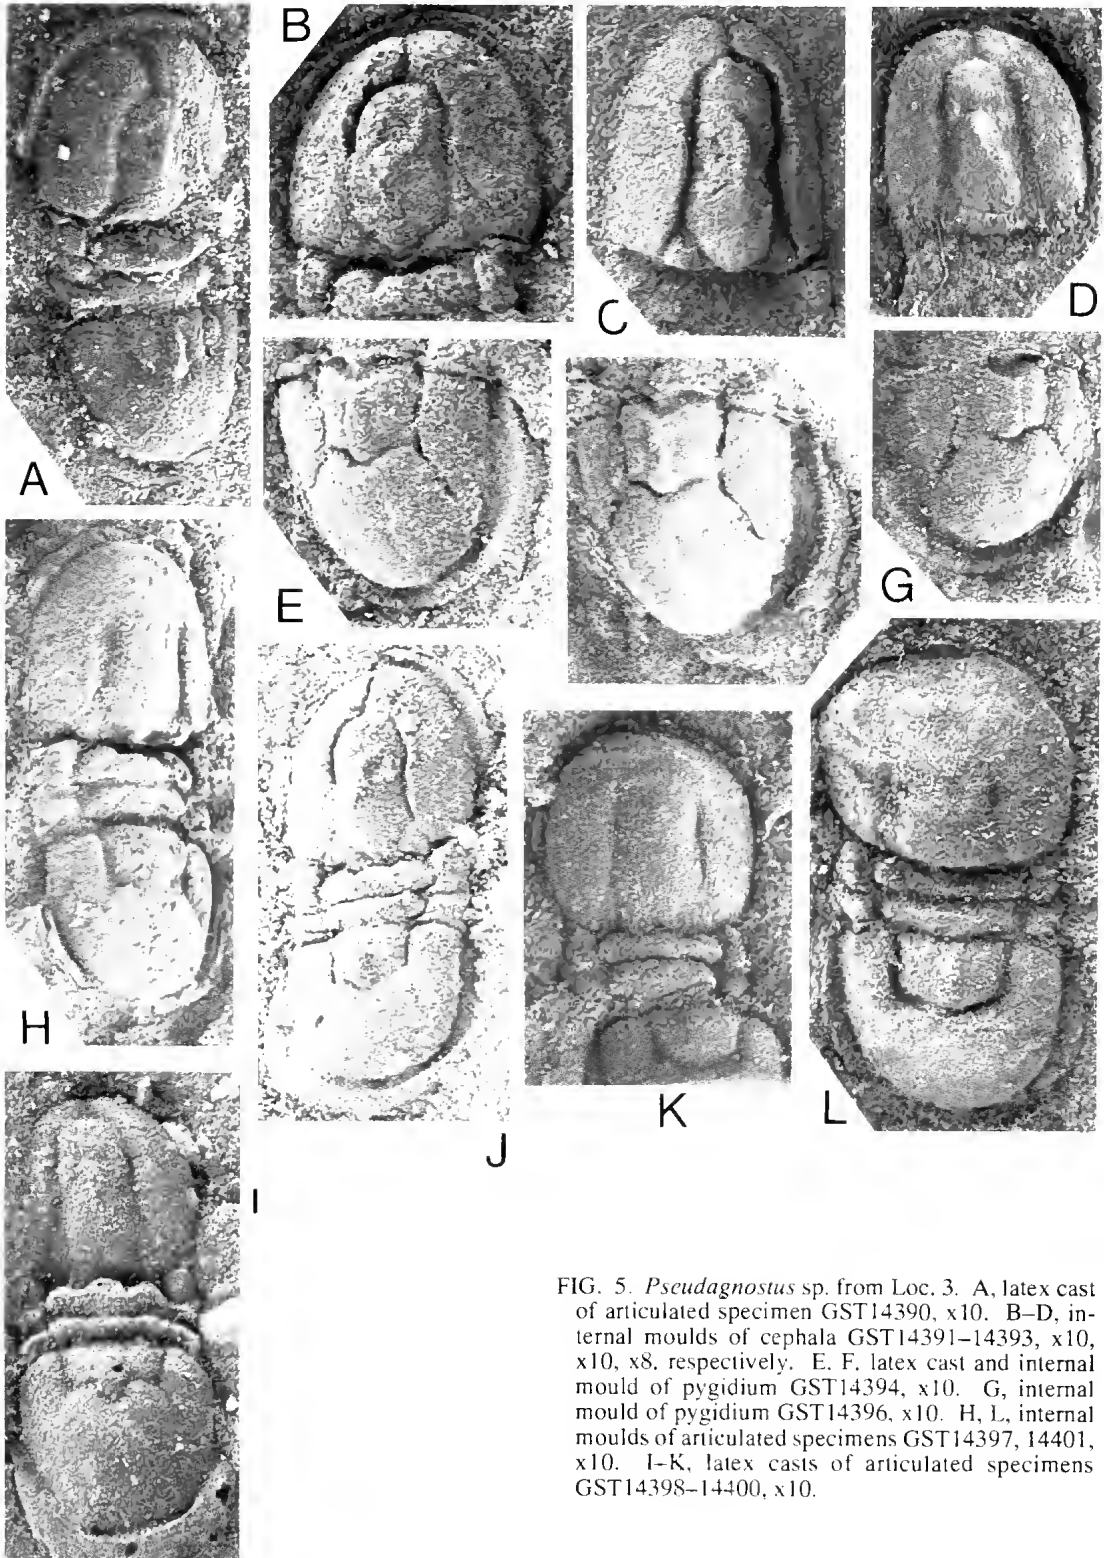 A
B
C
D
E
G
H
J
K
L
I
FIG. 5. Pseudagnostus sp. from Loc. 3. A, latex cast
of articulated specimen GST14390, x10. B–D, in-
ternal moulds of cephala GST14391–14393, x10,
x10, x8, respectively. E, F, latex cast and internal
mould of pygidium GST14394, x10. G, internal
mould of pygidium GST14396, x10. H, L, internal
moulds of articulated specimens GST14397, 14401,
x10. I–K, latex casts of articulated specimens
GST14398–14400, x10.